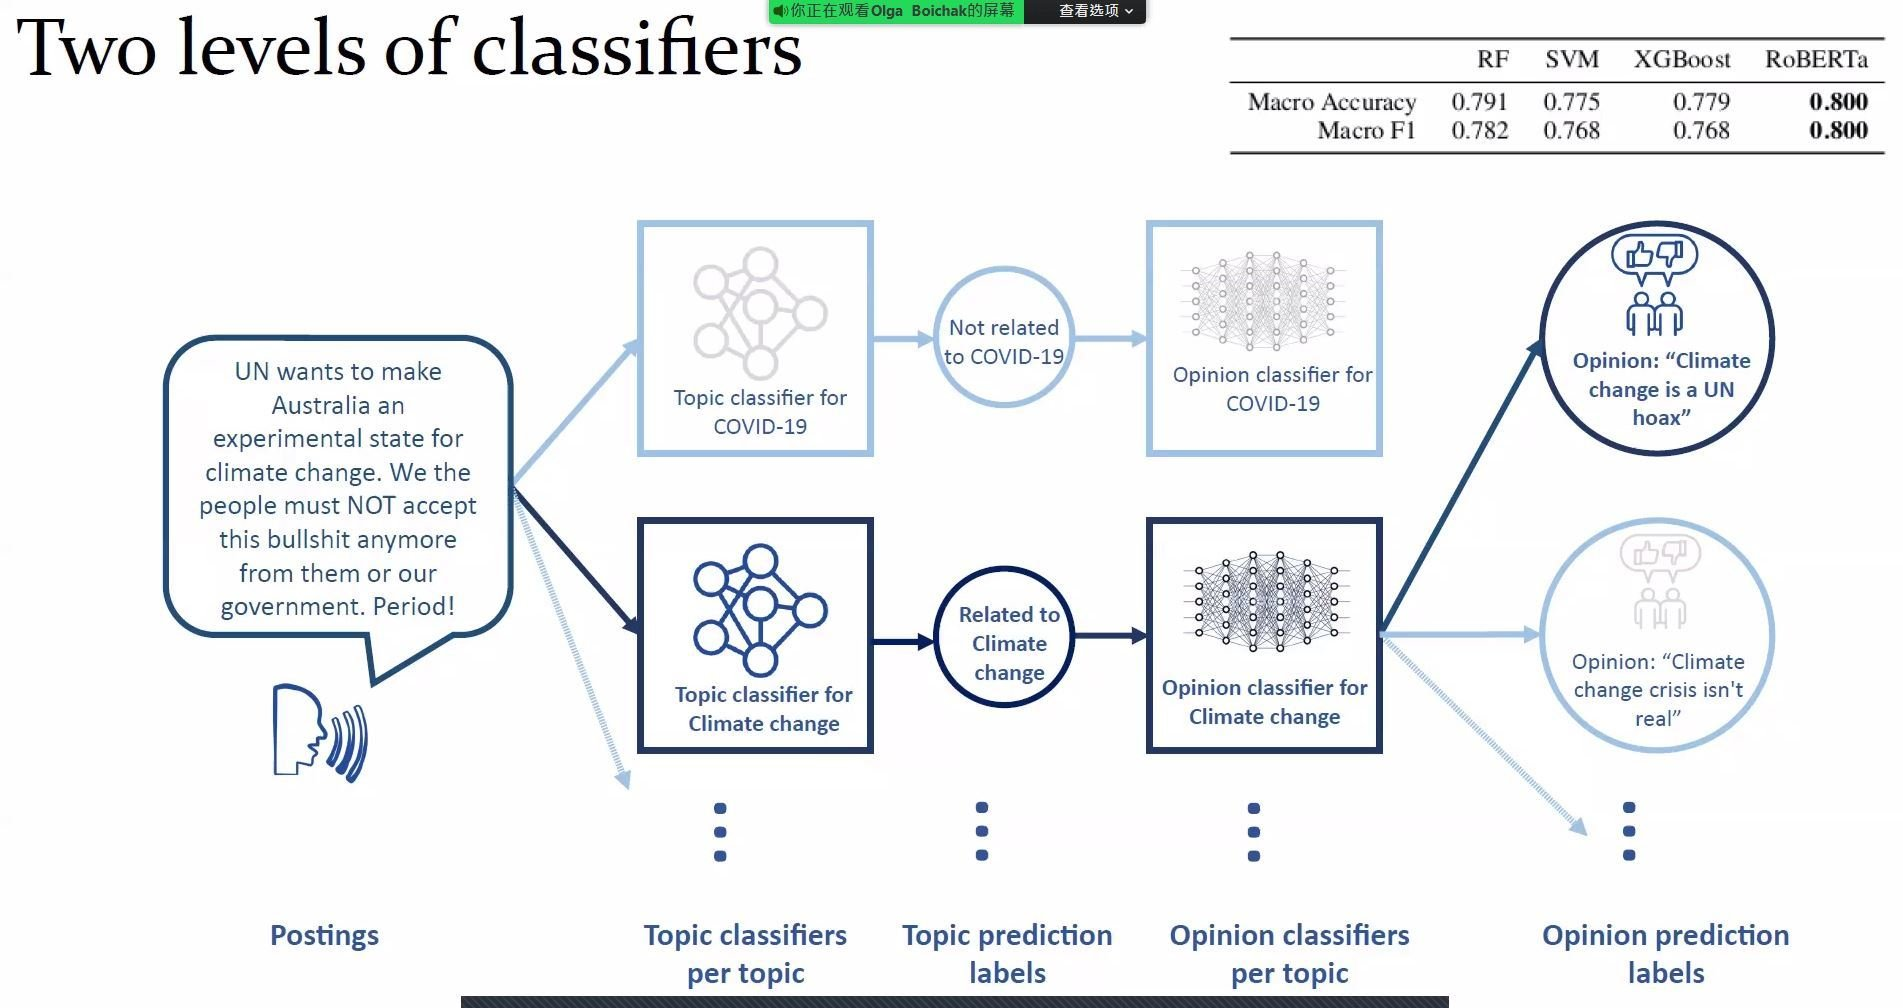 你正在观看Olga Boichak的屏幕
查看选项
Two levels of classifiers
RF SVM XGBoost RoBERTa
Macro Accuracy 0.791 0.775 0.779 0.800
Macro F1 0.782 0.768 0.768 0.800
UN wants to make
Australia an
experimental state for
climate change. We the
people must NOT accept
this bullshit anymore
from them or our
government. Period!
Topic classifier for
COVID-19
Not related
to COVID-19
Opinion classifier for
COVID-19
Opinion: “Climate
change is a UN
hoax”
Topic classifier for
Climate change
Related to
Climate
change
Opinion classifier for
Climate change
Opinion: “Climate
change crisis isn't
real”
Postings
Topic classifiers
per topic
Topic prediction
labels
Opinion classifiers
per topic
Opinion prediction
labels